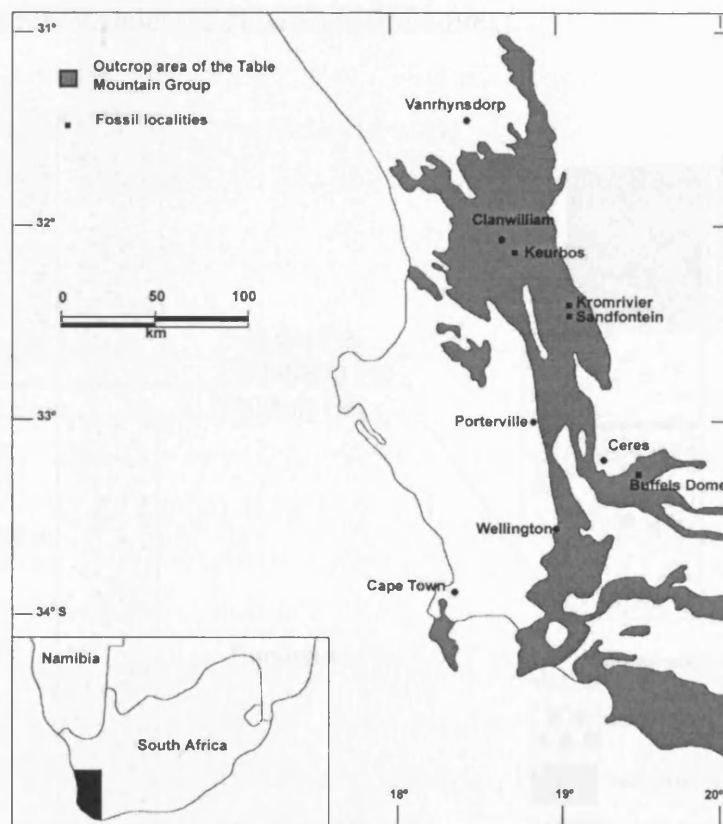 31°
Outcrop area of the Table
Mountain Group
Fossil localities
Vanrhynsdorp
32°
Clanwilliam
Keurbos
0 50 100
km
Kromrivier
Sandfontein
33°
Porterville
Ceres
Buffels Dome
Wellington
Cape Town
34°S
Namibia
South Africa
18° 19° 20°